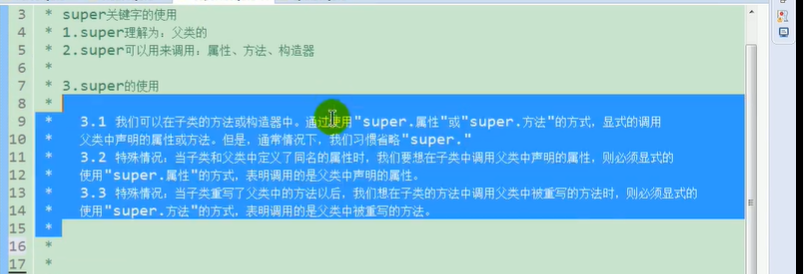 3 * super关键字的使用
4 * 1.super理解为：父类的
5 * 2.super可以用来调用：属性、方法、构造器
6 *
7 * 3.super的使用
8 *
9 * 3.1 我们可以在子类的方法或构造器中。通过使用"super.属性"或"super.方法"的方式，显式的调用
10 * 父类中声明的属性或方法。但是，通常情况下，我们习惯省略"super."
11 * 3.2 特殊情况：当子类和父类中定义了同名的属性时，我们要想在子类中调用父类中声明的属性，则必须显式的
12 * 使用"super.属性"的方式，表明调用的是父类中声明的属性。
13 * 3.3 特殊情况：当子类重写了父类中的方法以后，我们想在子类的方法中调用父类中被重写的方法时，则必须显式的
14 * 使用"super.方法"的方式，表明调用的是父类中被重写的方法。
15 *
16 *
17 *